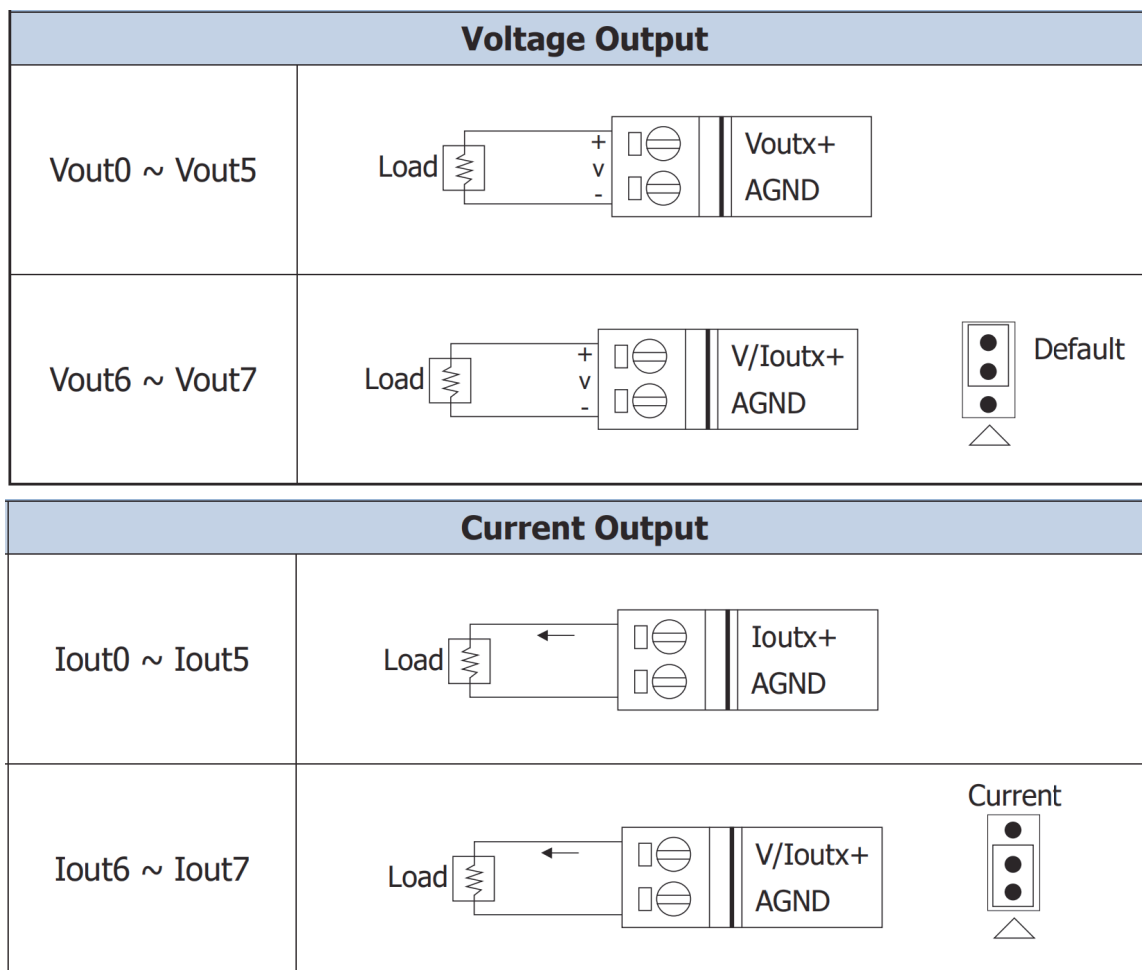 Voltage Output
Vout0 ~ Vout5
Load
+
v
-
Voutx+
AGND
Vout6 ~ Vout7
Load
+
v
-
V/Ioutx+
AGND
Default
Current Output
Iout0 ~ Iout5
Load
Ioutx+
AGND
Iout6 ~ Iout7
Load
V/Ioutx+
AGND
Current